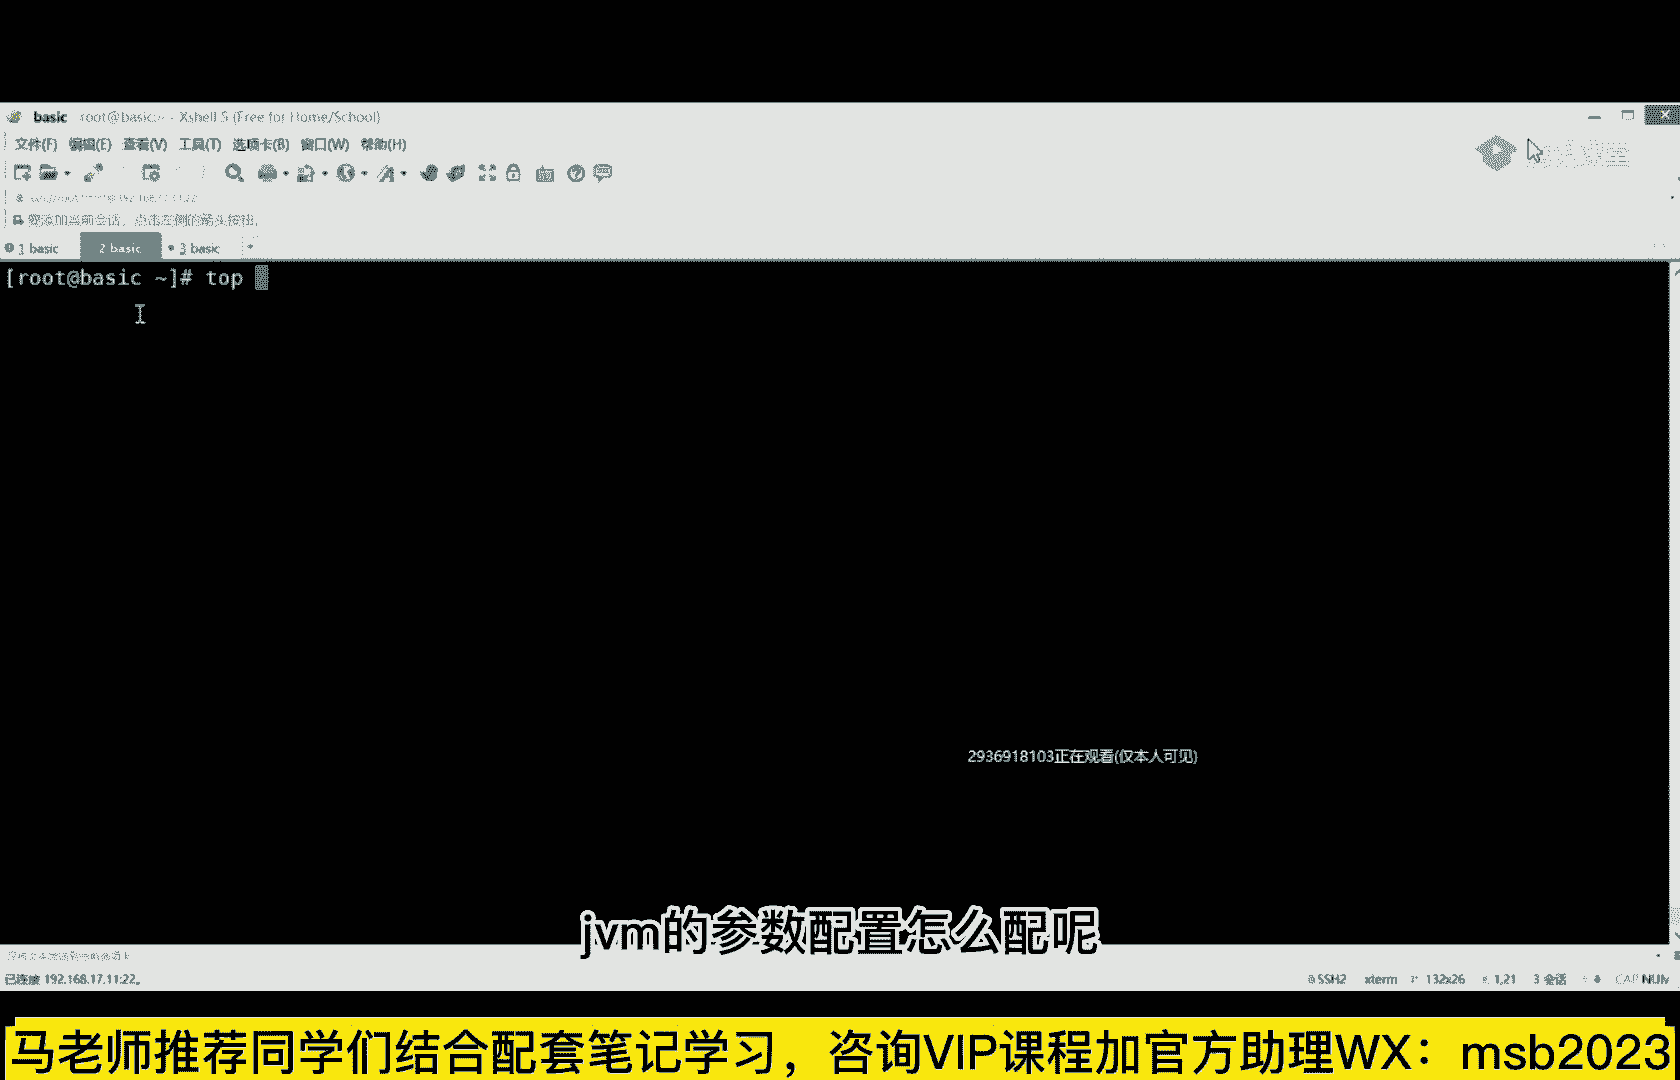 basic root@basic:~ - Xshell 5 (Free for Home/School)
文件(F) 编辑(E) 查看(V) 工具(T) 选项卡(B) 窗口(W) 帮助(H)
要添加当前会话，点击左侧的箭头按钮。
1 basic 2 basic 3 basic
[root@basic ~]# top
2936918103正在观看(仅本人可见)
jvm的参数配置怎么配呢
已连接 192.168.17.11:22。 SSH2 xterm 132x26 1,21 3 会话 CAP NUM
马老师推荐同学们结合配套笔记学习，咨询VIP课程加官方助理WX：msb2023